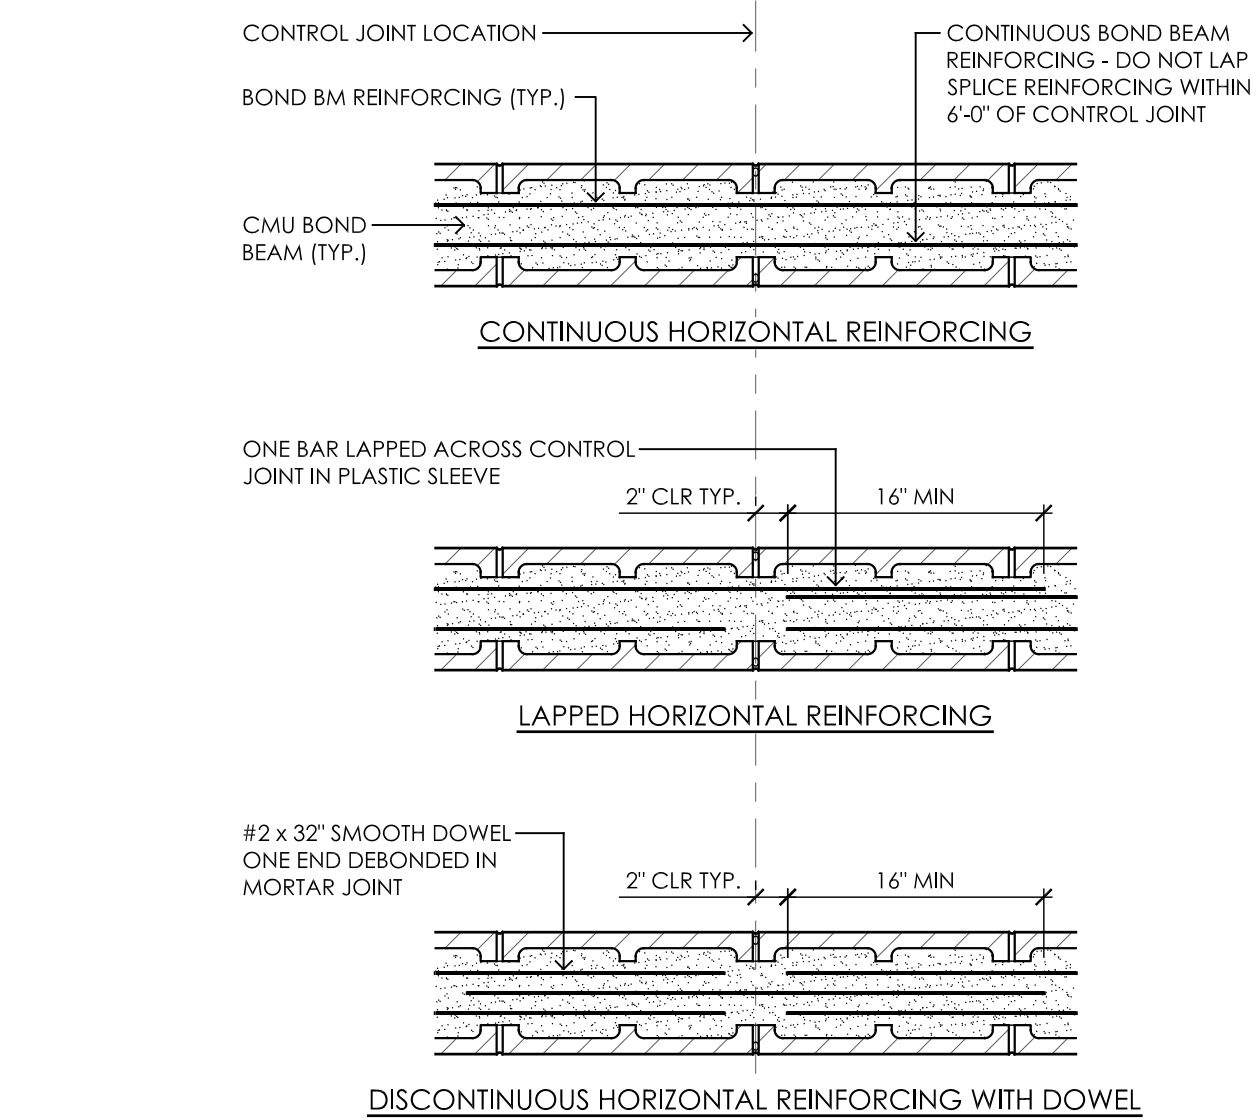 CONTROL JOINT LOCATION
BOND BM REINFORCING (TYP.)
CONTINUOUS BOND BEAM
REINFORCING - DO NOT LAP
SPLICE REINFORCING WITHIN
6'-0" OF CONTROL JOINT
CMU BOND
BEAM (TYP.)
CONTINUOUS HORIZONTAL REINFORCING
ONE BAR LAPPED ACROSS CONTROL
JOINT IN PLASTIC SLEEVE
2" CLR TYP.
16" MIN
LAPPED HORIZONTAL REINFORCING
#2 x 32" SMOOTH DOWEL
ONE END DEBONDED IN
MORTAR JOINT
2" CLR TYP.
16" MIN
DISCONTINUOUS HORIZONTAL REINFORCING WITH DOWEL